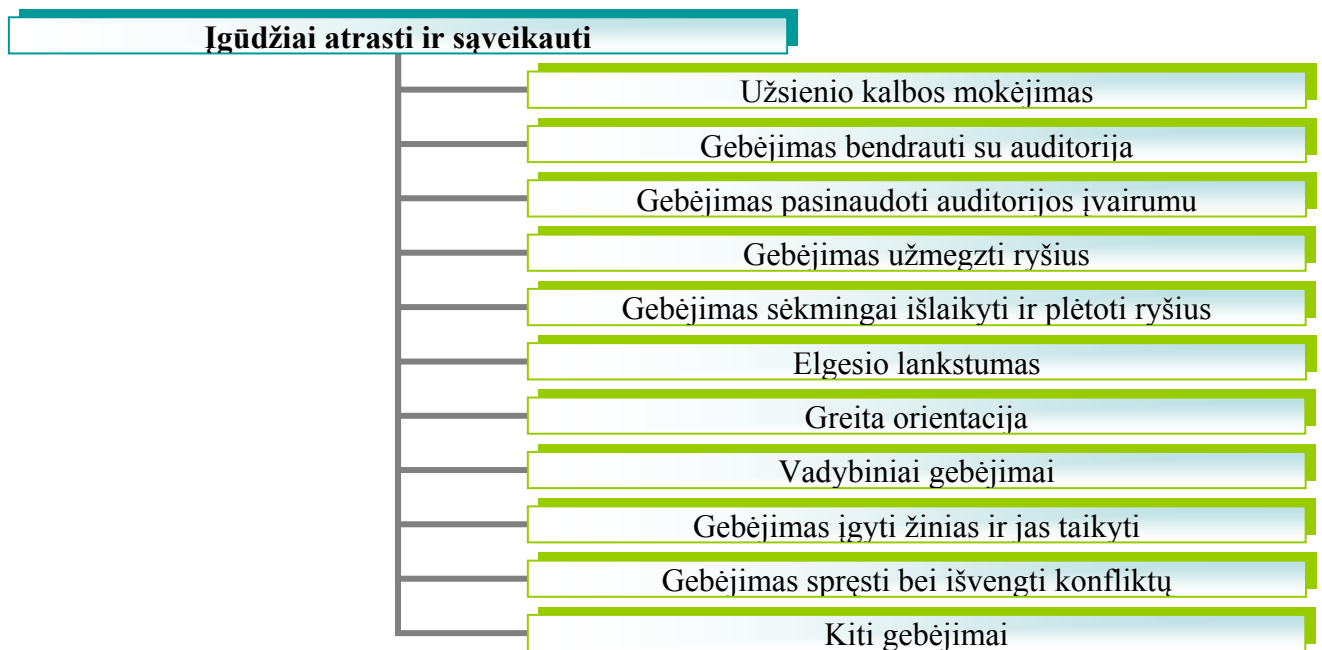 Įgūdžiai atrasti ir sąveikauti
Užsienio kalbos mokėjimas
Gebėjimas bendrauti su auditorija
Gebėjimas pasinaudoti auditorijos įvairumu
Gebėjimas užmegzti ryšius
Gebėjimas sėkmingai išlaikyti ir plėtoti ryšius
Elgesio lankstumas
Greita orientacija
Vadybiniai gebėjimai
Gebėjimas įgyti žinias ir jas taikyti
Gebėjimas spręsti bei išvengti konfliktų
Kiti gebėjimai